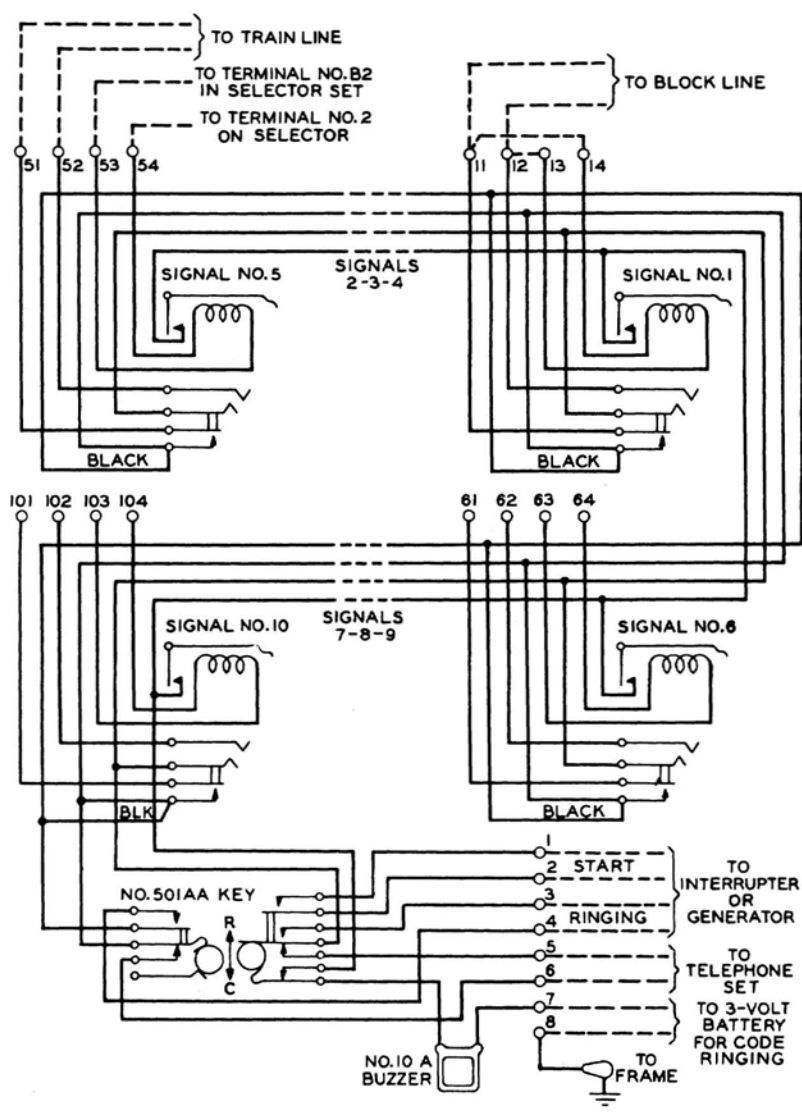 TO TRAIN LINE
TO TERMINAL NO.B2
IN SELECTOR SET
TO TERMINAL NO.2
ON SELECTOR
TO BLOCK LINE
51 52 53 54
11 12 13 14
SIGNALS
2-3-4
SIGNAL NO.5
SIGNAL NO.1
BLACK
BLACK
101 102 103 104
61 62 63 64
SIGNALS
7-8-9
SIGNAL NO.10
SIGNAL NO.6
BLK
BLACK
NO.501AA KEY
R
C
1
2 START
3
4 RINGING
5
6
7
8
TO
INTERRUPTER
OR
GENERATOR
TO
TELEPHONE
SET
TO 3-VOLT
BATTERY
FOR CODE
RINGING
NO.10 A
BUZZER
TO
FRAME